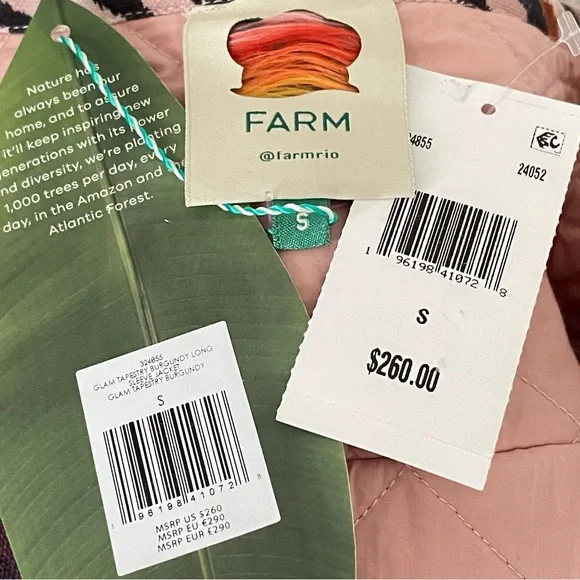 Nature has
always been our
home, and to assure
it'll keep inspiring new
generations with its power
and diversity, we're planting
1,000 trees per day, every
day, in the Amazon and
Atlantic Forest.
FARM
@farmrio
S
24855
24052
1 96198 41072 8
S
$260.00
324855
GLAM TAPESTRY BURGUNDY LONG
SLEEVE JACKET
GLAM TAPESTRY BURGUNDY
S
1 96198 41072 8
MSRP US $260
MSRP EU €290
MSRP EUR £290